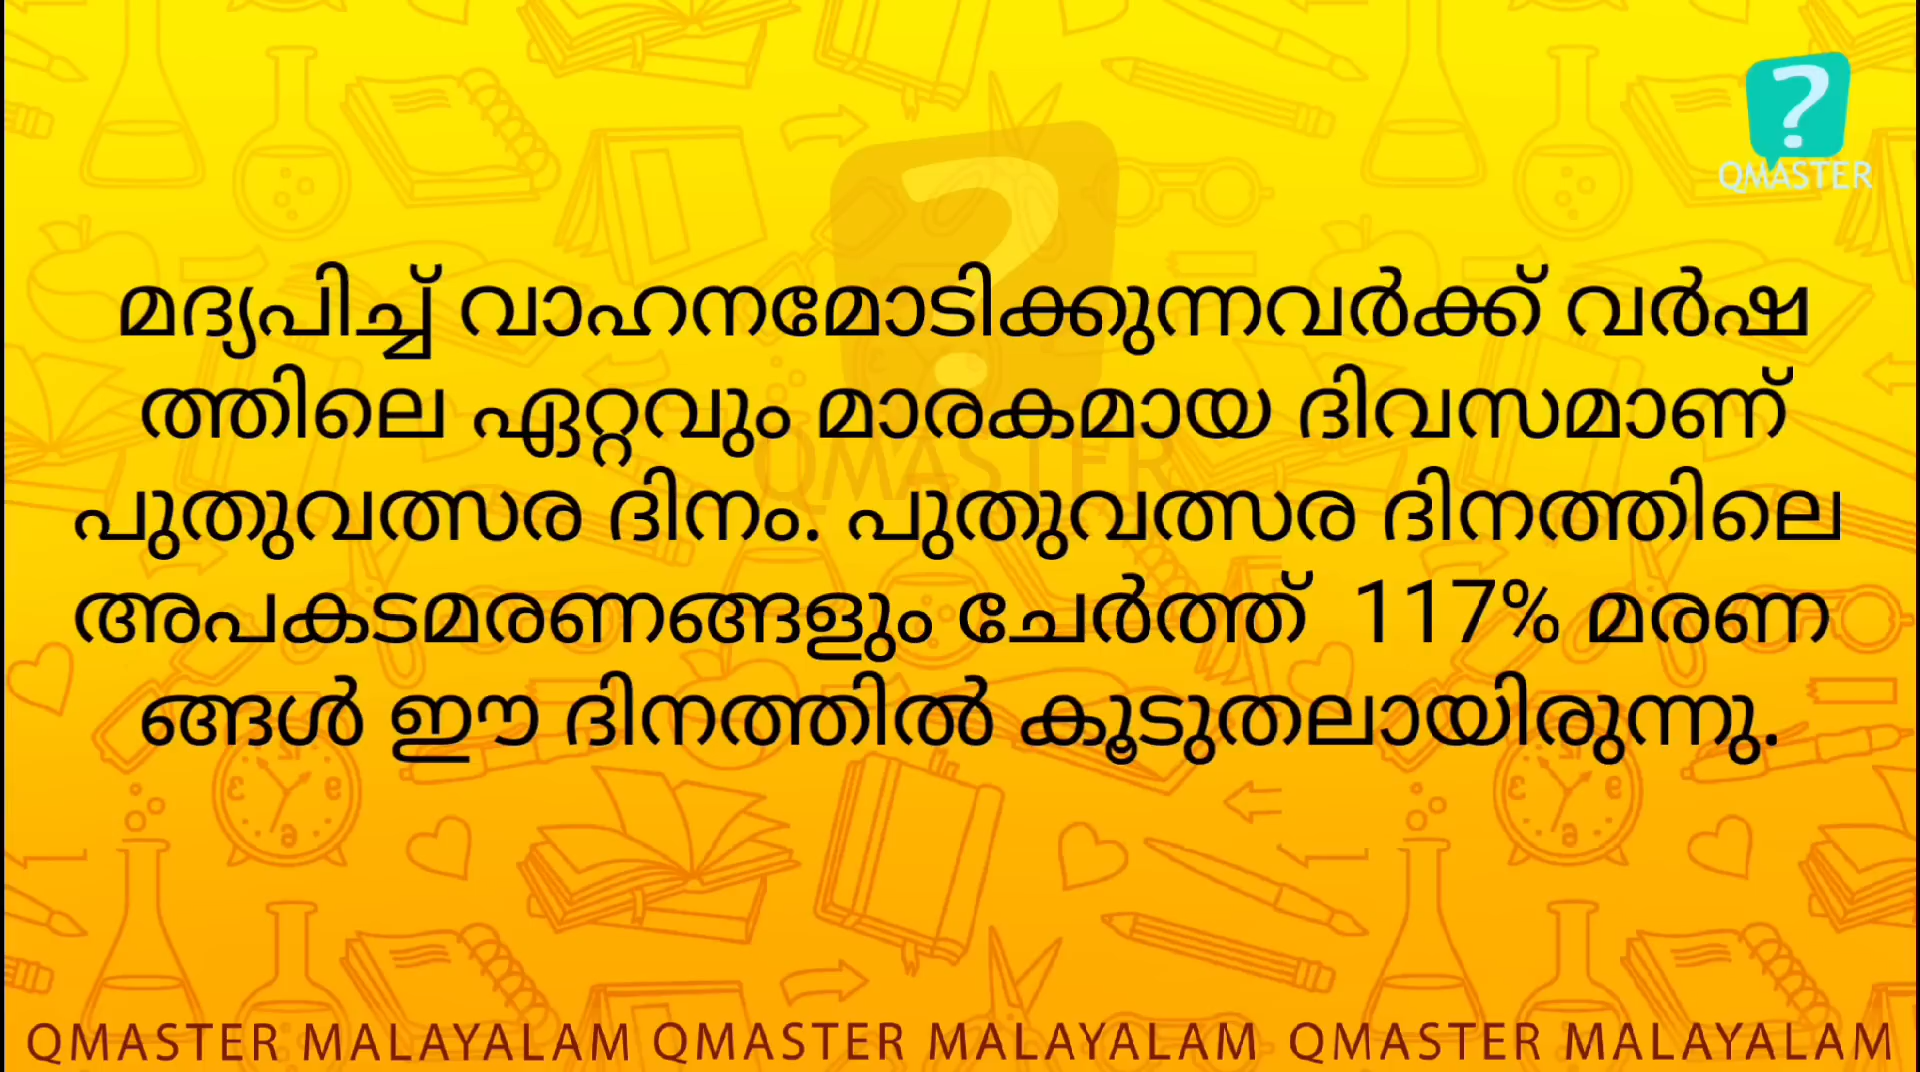 QMASTER
മദ്യപിച്ച് വാഹനമോടിക്കുന്നവർക്ക് വർഷ
ത്തിലെ ഏറ്റവും മാരകമായ ദിവസമാണ്
പുതുവത്സര ദിനം. പുതുവത്സര ദിനത്തിലെ
അപകടമരണങ്ങളും ചേർത്ത് 117% മരണ
ങ്ങൾ ഈ ദിനത്തിൽ കൂടുതലായിരുന്നു.
QMASTER
QMASTER MALAYALAM QMASTER MALAYALAM QMASTER MALAYALAM